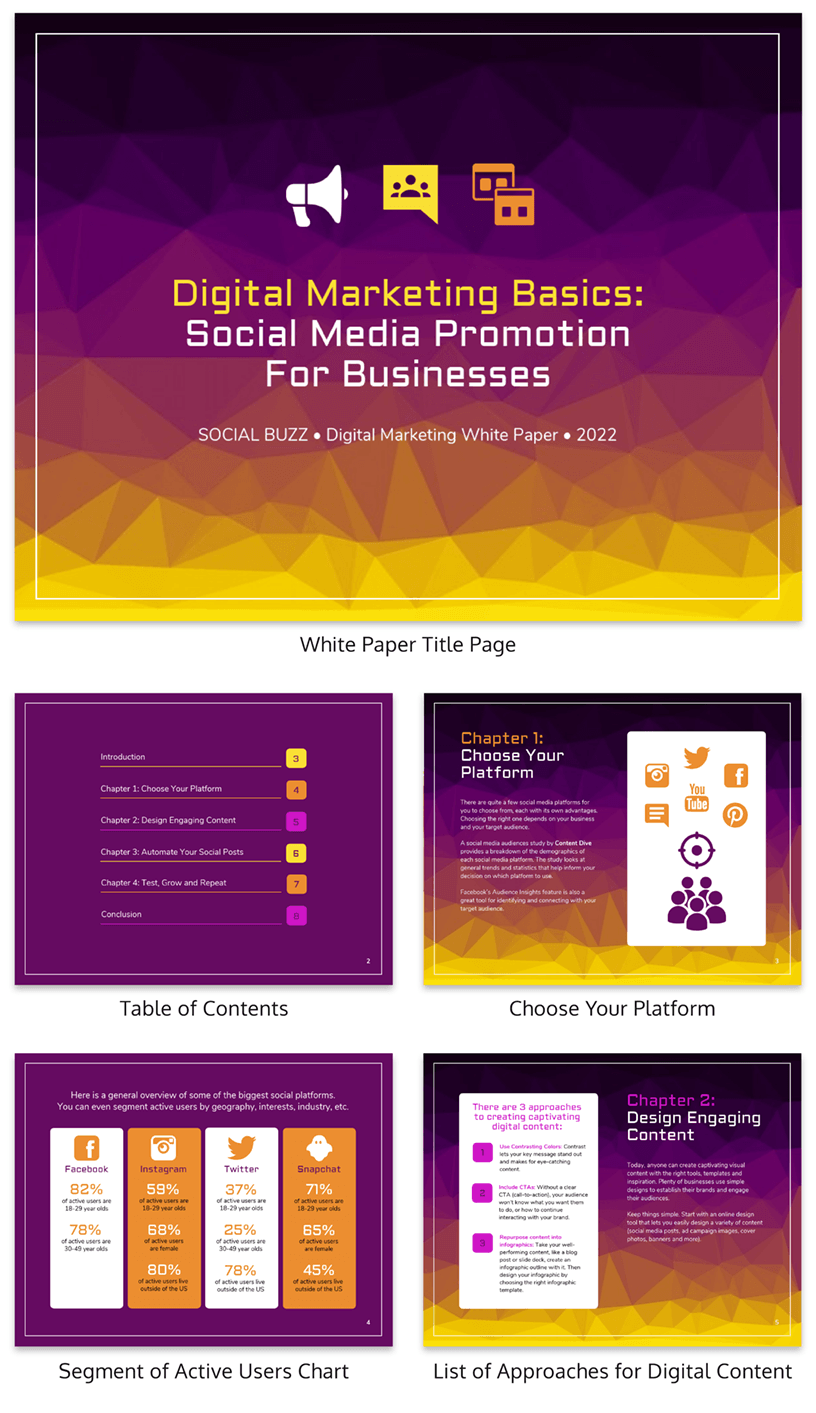 Digital Marketing Basics:
Social Media Promotion
For Businesses
SOCIAL BUZZ • Digital Marketing White Paper • 2022
White Paper Title Page
Introduction 3
Chapter 1: Choose Your Platform 4
Chapter 2: Design Engaging Content 5
Chapter 3: Automate Your Social Posts 6
Chapter 4: Test, Grow and Repeat 7
Conclusion 8
2
Table of Contents
Chapter 1:
Choose Your
Platform
There are quite a few social media platforms for
you to choose from, each with its own advantages.
Choosing the right one depends on your business
and your target audience.
A social media audiences study by Content Dive
provides a breakdown of the demographics of
each social media platform. The study looks at
general trends and statistics that help inform your
decision on which platform to use.
Facebook's Audience Insights feature is also a
great tool for identifying and connecting with your
target audience.
You
Tube
3
Choose Your Platform
Here is a general overview of some of the biggest social platforms.
You can even segment active users by geography, interests, industry, etc.
Facebook
82%
of active users are
18-29 year olds
78%
of active users are
30-49 year olds
Instagram
59%
of active users are
18-29 year olds
68%
of active users
are female
80%
of active users live
outside of the US
Twitter
37%
of active users are
18-29 year olds
25%
of active users are
30-49 year olds
78%
of active users live
outside of the US
Snapchat
71%
of active users are
18-29 year olds
65%
of active users
are female
45%
of active users live
outside of the US
4
Segment of Active Users Chart
There are 3 approaches
to creating captivating
digital content:
1
Use Contrasting Colors: Contrast
lets your key message stand out
and makes for eye-catching
content.
2
Include CTAs: Without a clear
CTA (call-to-action), your audience
won't know what you want them
to do, or how to continue
interacting with your brand.
3
Repurpose content into
infographics: Take your well-
performing content, like a blog
post or slide deck, create an
infographic outline with it. Then
design your infographic by
choosing the right infographic
template.
Chapter 2:
Design Engaging
Content
Today, anyone can create captivating visual
content with the right tools, templates and
inspiration. Plenty of businesses use simple
designs to establish their brands and engage
their audiences.
Keep things simple. Start with an online design
tool that lets you easily design a variety of content
(social media posts, ad campaign images, cover
photos, banners and more).
5
List of Approaches for Digital Content